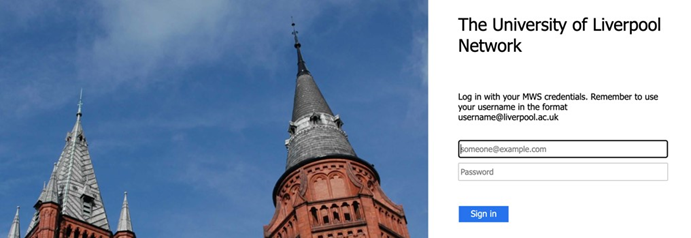 The University of Liverpool
Network
Log in with your MWS credentials. Remember to use
your username in the format
username@liverpool.ac.uk
someone@example.com
Password
Sign in